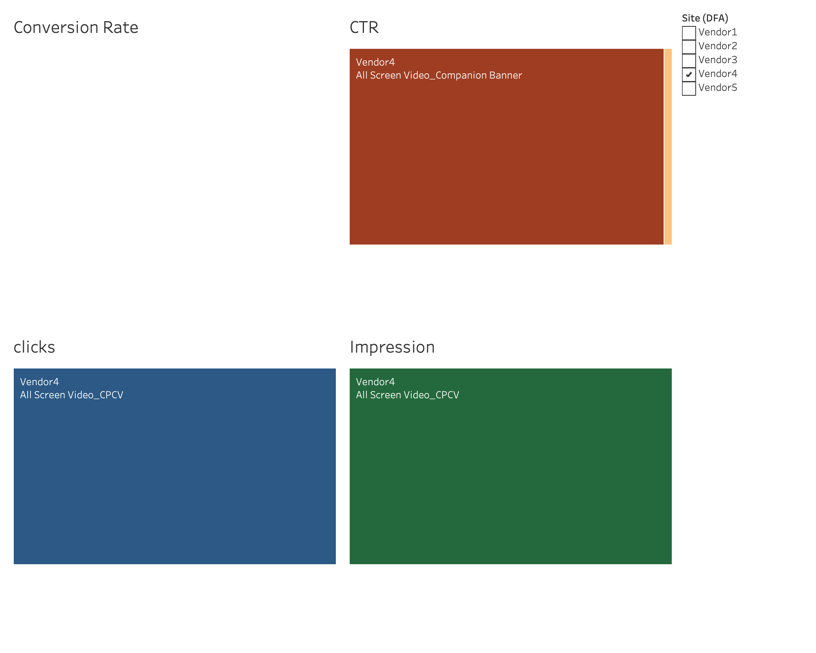 Conversion Rate
CTR
Site (DFA)
Vendor1
Vendor2
Vendor3
Vendor4
Vendor5
Vendor4
All Screen Video_Companion Banner
clicks
Impression
Vendor4
All Screen Video_CPCV
Vendor4
All Screen Video_CPCV